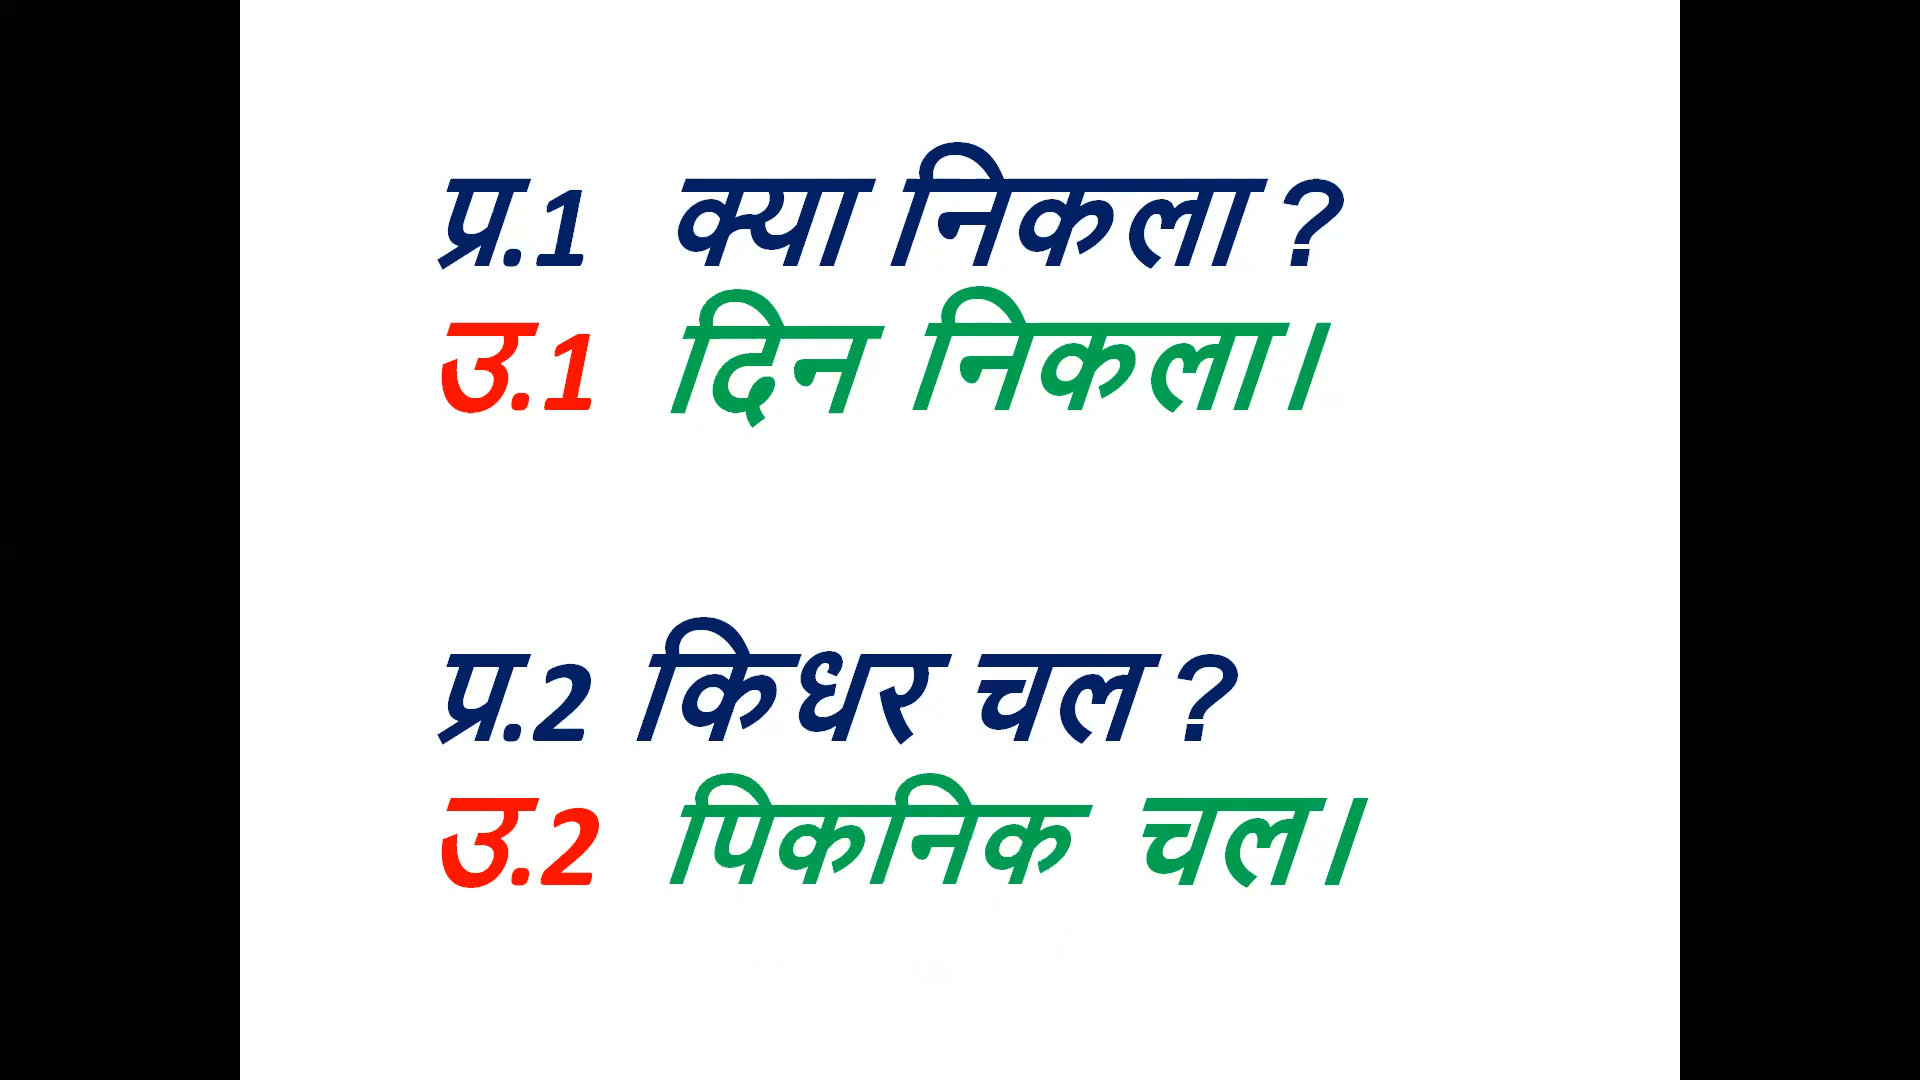 प्र.1 क्या निकला ?
उ.1 दिन निकला।
प्र.2 किधर चल ?
उ.2 पिकनिक चल।